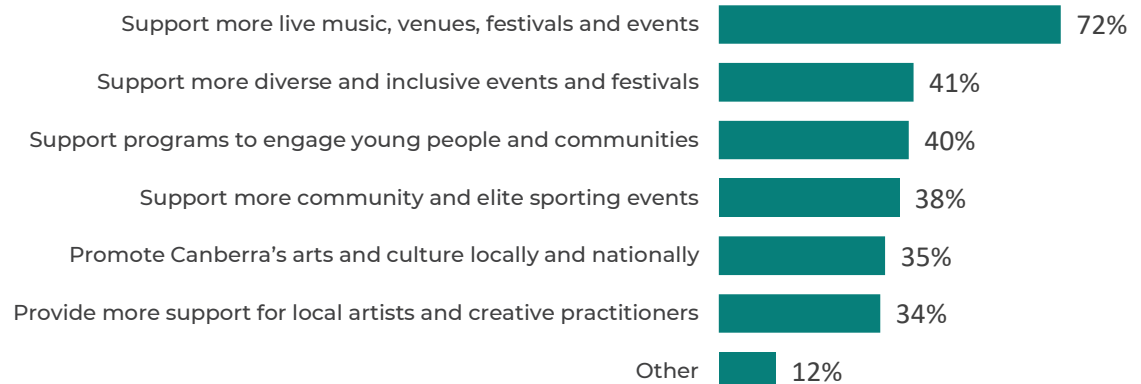 Support more live music, venues, festivals and events 72%
Support more diverse and inclusive events and festivals 41%
Support programs to engage young people and communities 40%
Support more community and elite sporting events 38%
Promote Canberra’s arts and culture locally and nationally 35%
Provide more support for local artists and creative practitioners 34%
Other 12%